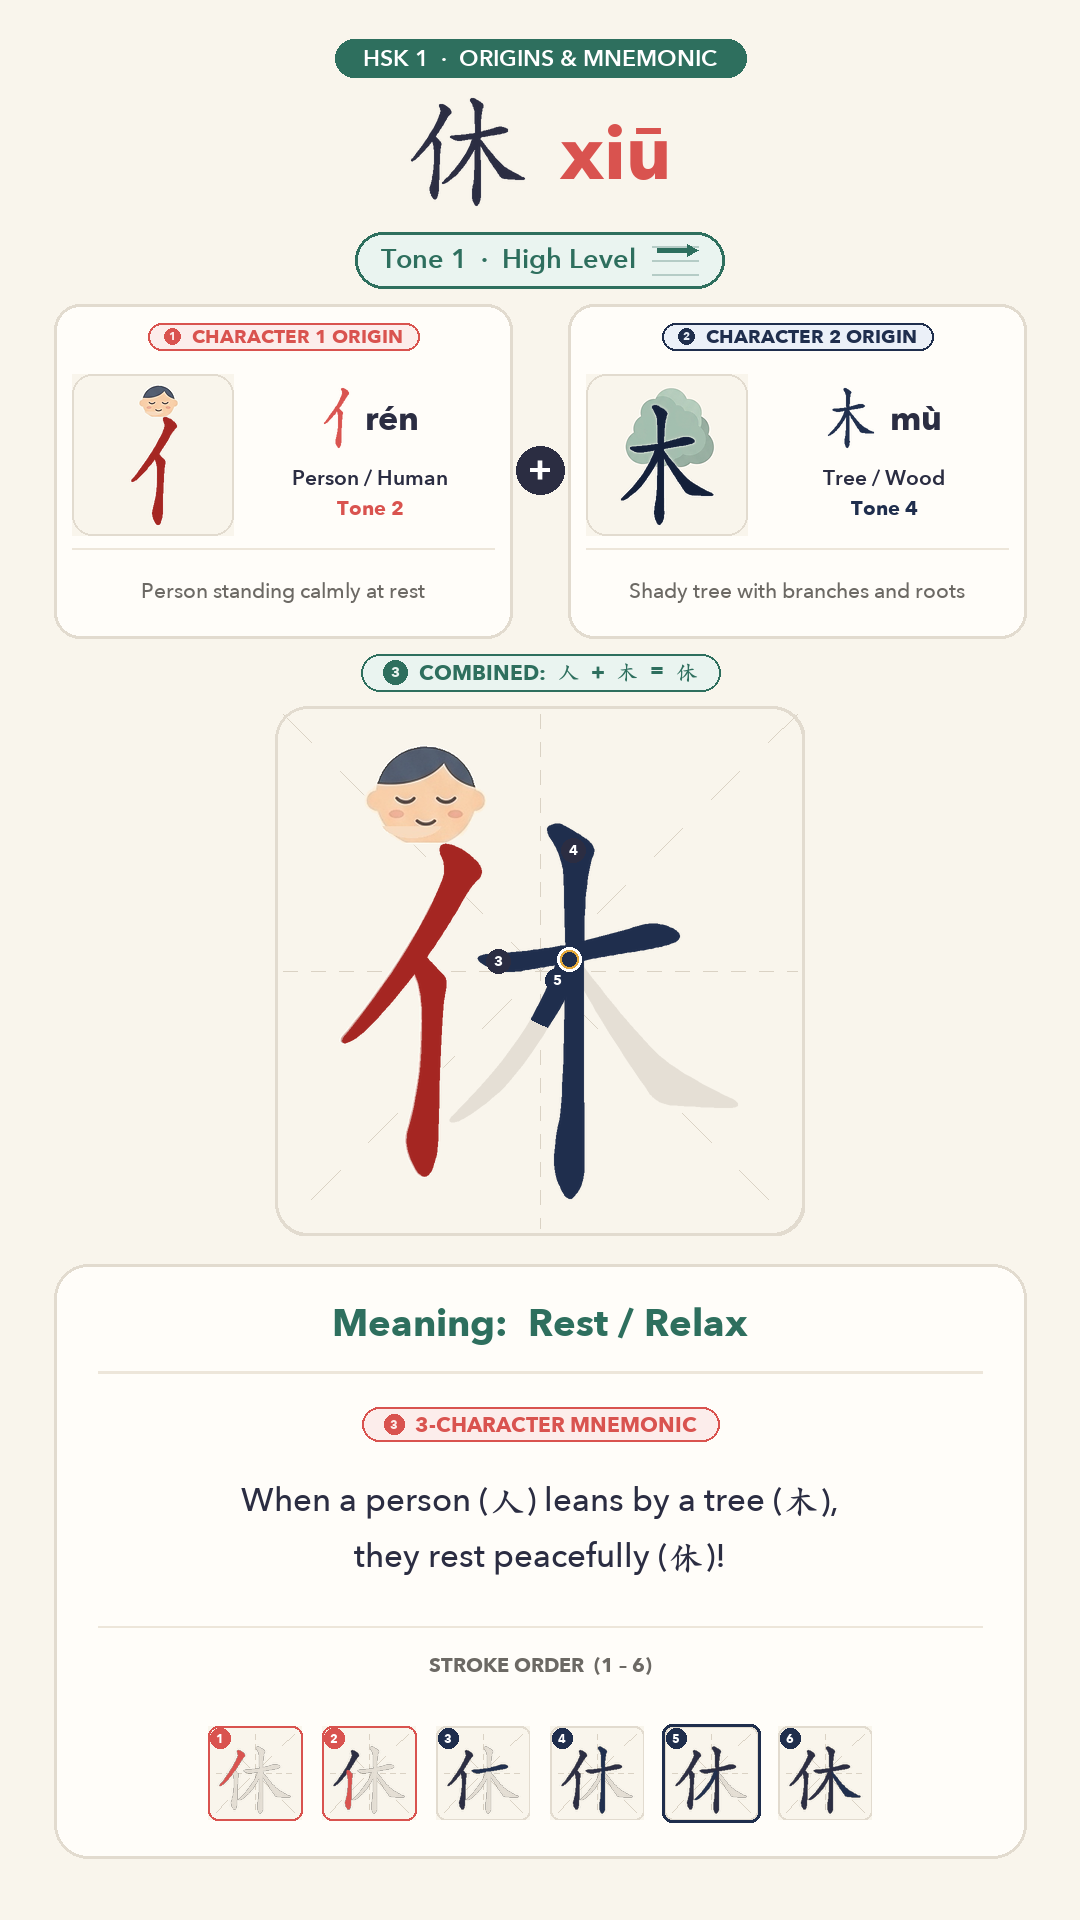 HSK 1 · ORIGINS & MNEMONIC
休 xiū
Tone 1 · High Level
1 CHARACTER 1 ORIGIN
亻 rén
Person / Human
Tone 2
Person standing calmly at rest
+
2 CHARACTER 2 ORIGIN
木
木 mù
Tree / Wood
Tone 4
Shady tree with branches and roots
3 COMBINED: 人 + 木 = 休
4
3
5
Meaning: Rest / Relax
3 3-CHARACTER MNEMONIC
When a person (人) leans by a tree (木),
they rest peacefully (休)!
STROKE ORDER (1 – 6)
1 2 3 4 5 6